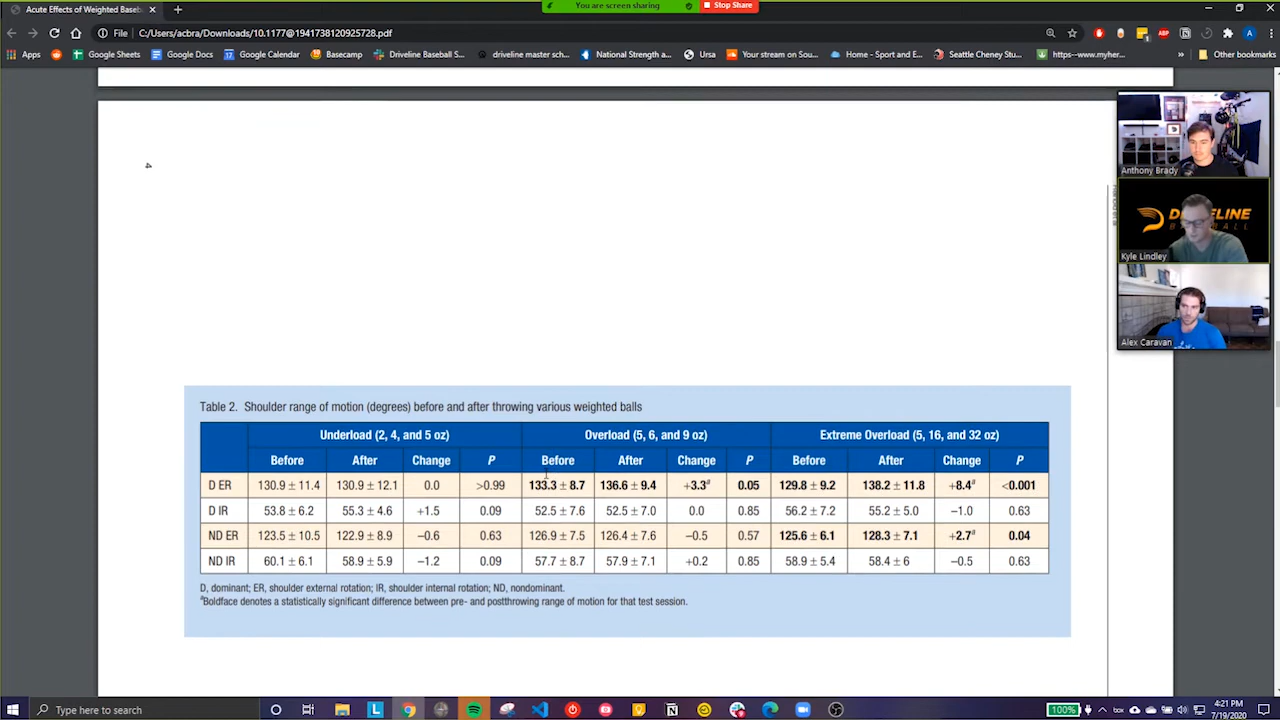 Acute Effects of Weighted Baseb
You are screen sharing
Stop Share
File C:/Users/acbra/Downloads/10.1177@1941738120925728.pdf
Apps Google Sheets Google Docs Google Calendar Basecamp Driveline Baseball S... driveline master sch... National Strength a... Ursa Your stream on Sou... Home - Sport and E... Seattle Cheney Stu... https--www.myher... » Other bookmarks
4
Anthony Brady
Kyle Lindley
Alex Caravan
Table 2. Shoulder range of motion (degrees) before and after throwing various weighted balls
Underload (2, 4, and 5 oz) Overload (5, 6, and 9 oz) Extreme Overload (5, 16, and 32 oz)
Before After Change P Before After Change P Before After Change P
D ER 130.9 ± 11.4 130.9 ± 12.1 0.0 >0.99 133.3 ± 8.7 136.6 ± 9.4 +3.3a 0.05 129.8 ± 9.2 138.2 ± 11.8 +8.4a <0.001
D IR 53.8 ± 6.2 55.3 ± 4.6 +1.5 0.09 52.5 ± 7.6 52.5 ± 7.0 0.0 0.85 56.2 ± 7.2 55.2 ± 5.0 –1.0 0.63
ND ER 123.5 ± 10.5 122.9 ± 8.9 –0.6 0.63 126.9 ± 7.5 126.4 ± 7.6 –0.5 0.57 125.6 ± 6.1 128.3 ± 7.1 +2.7a 0.04
ND IR 60.1 ± 6.1 58.9 ± 5.9 –1.2 0.09 57.7 ± 8.7 57.9 ± 7.1 +0.2 0.85 58.9 ± 5.4 58.4 ± 6 –0.5 0.63
D, dominant; ER, shoulder external rotation; IR, shoulder internal rotation; ND, nondominant.
aBoldface denotes a statistically significant difference between pre- and postthrowing range of motion for that test session.
Type here to search
100%
4:21 PM
7/19/2020